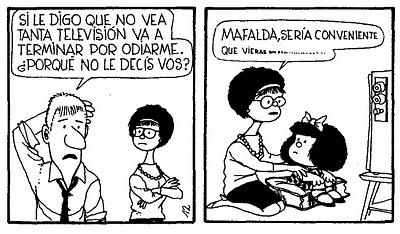 SI LE DIGO QUE NO VEA
TANTA TELEVISIÓN VA A
TERMINAR POR ODIARME.
¿PORQUÉ NO LE DECÍS VOS?
MAFALDA, SERÍA CONVENIENTE
QUE VIERAS
12